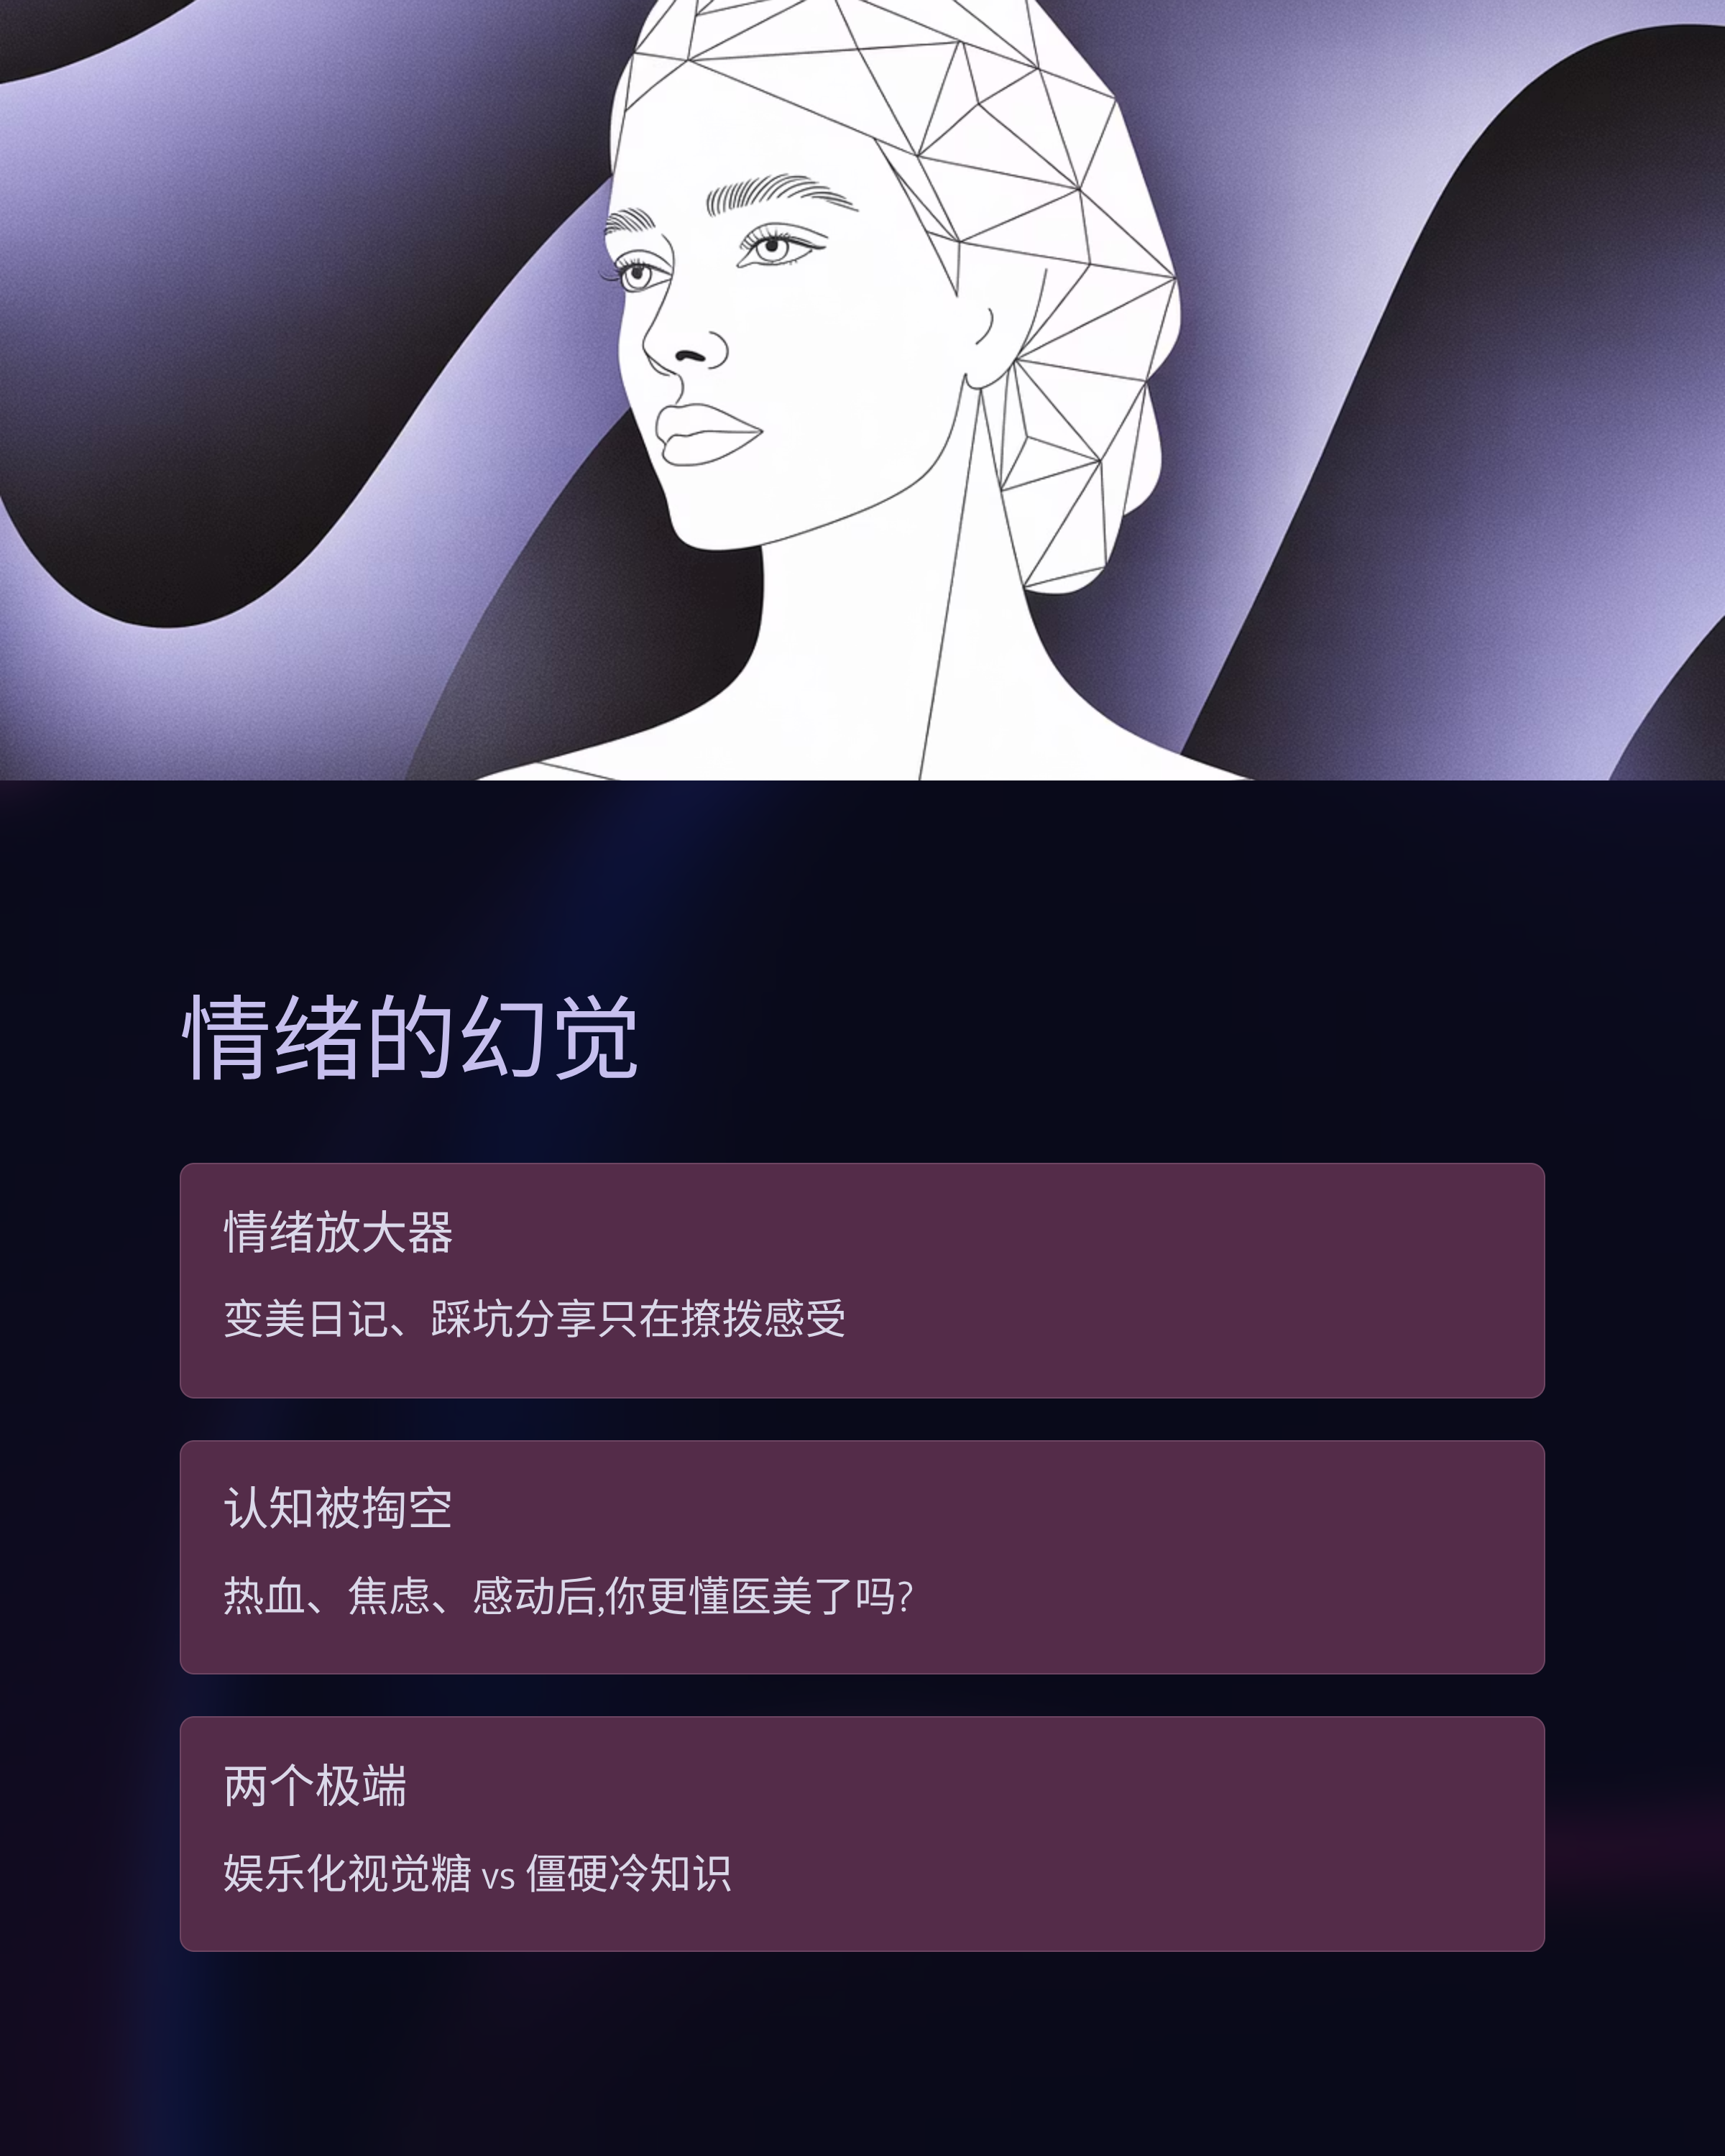 情绪的幻觉
情绪放大器
变美日记、踩坑分享只在撩拨感受
认知被掏空
热血、焦虑、感动后,你更懂医美了吗?
两个极端
娱乐化视觉糖 vs 僵硬冷知识